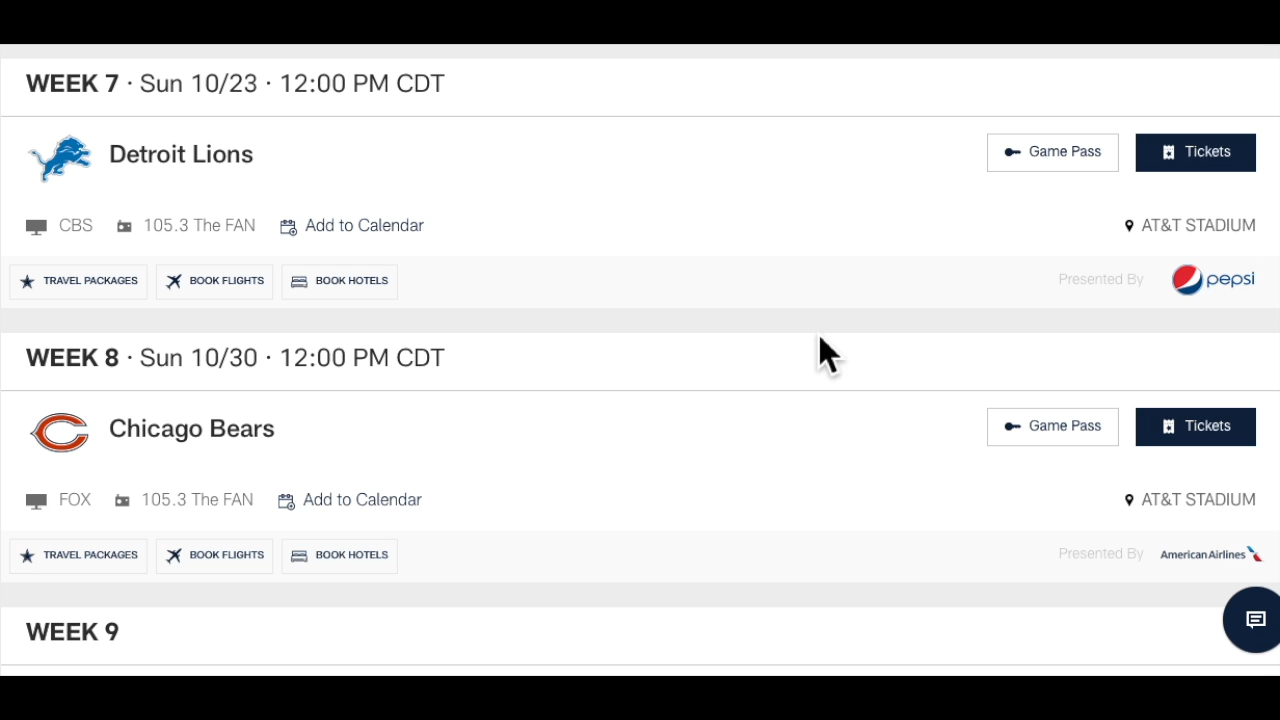 WEEK 7 · Sun 10/23 · 12:00 PM CDT
Detroit Lions
Game Pass
Tickets
CBS 105.3 The FAN Add to Calendar
AT&T STADIUM
TRAVEL PACKAGES BOOK FLIGHTS BOOK HOTELS
Presented By pepsi
WEEK 8 · Sun 10/30 · 12:00 PM CDT
Chicago Bears
Game Pass
Tickets
FOX 105.3 The FAN Add to Calendar
AT&T STADIUM
TRAVEL PACKAGES BOOK FLIGHTS BOOK HOTELS
Presented By American Airlines
WEEK 9